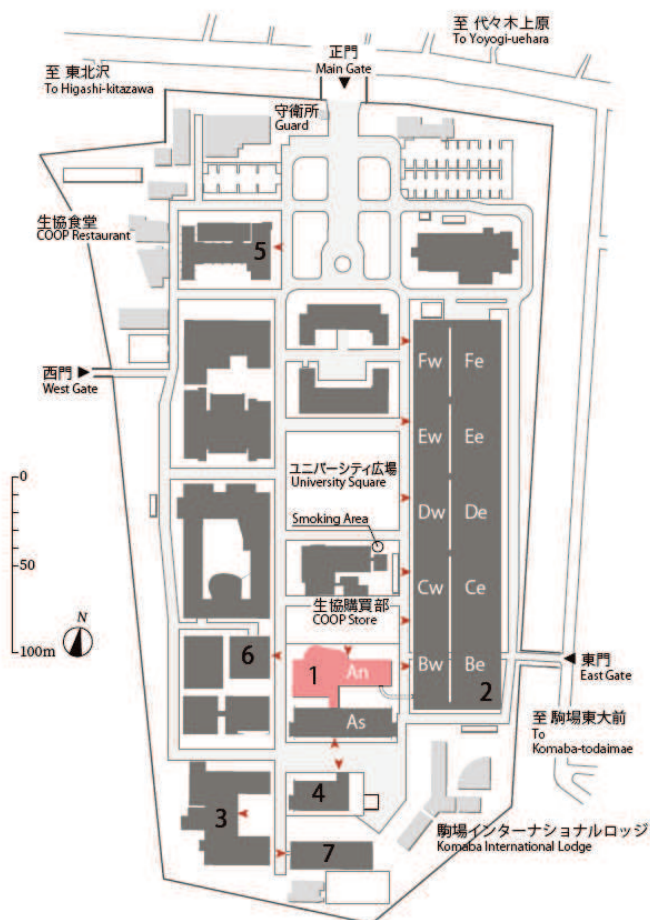 至 代々木上原
To Yoyogi-uehara
正門
Main Gate
至 東北沢
To Higashi-kitazawa
守衛所
Guard
生協食堂
COOP Restaurant
5
Fw Fe
西門
West Gate
Ew Ee
ユニバーシティ広場
University Square
0
Dw De
Smoking Area
50
Cw Ce
生協購買部
COOP Store
N
100m
6
1 An
Bw Be
2
東門
East Gate
As
至 駒場東大前
To
Komaba-todaimae
4
3
駒場インターナショナルロッジ
Komaba International Lodge
7